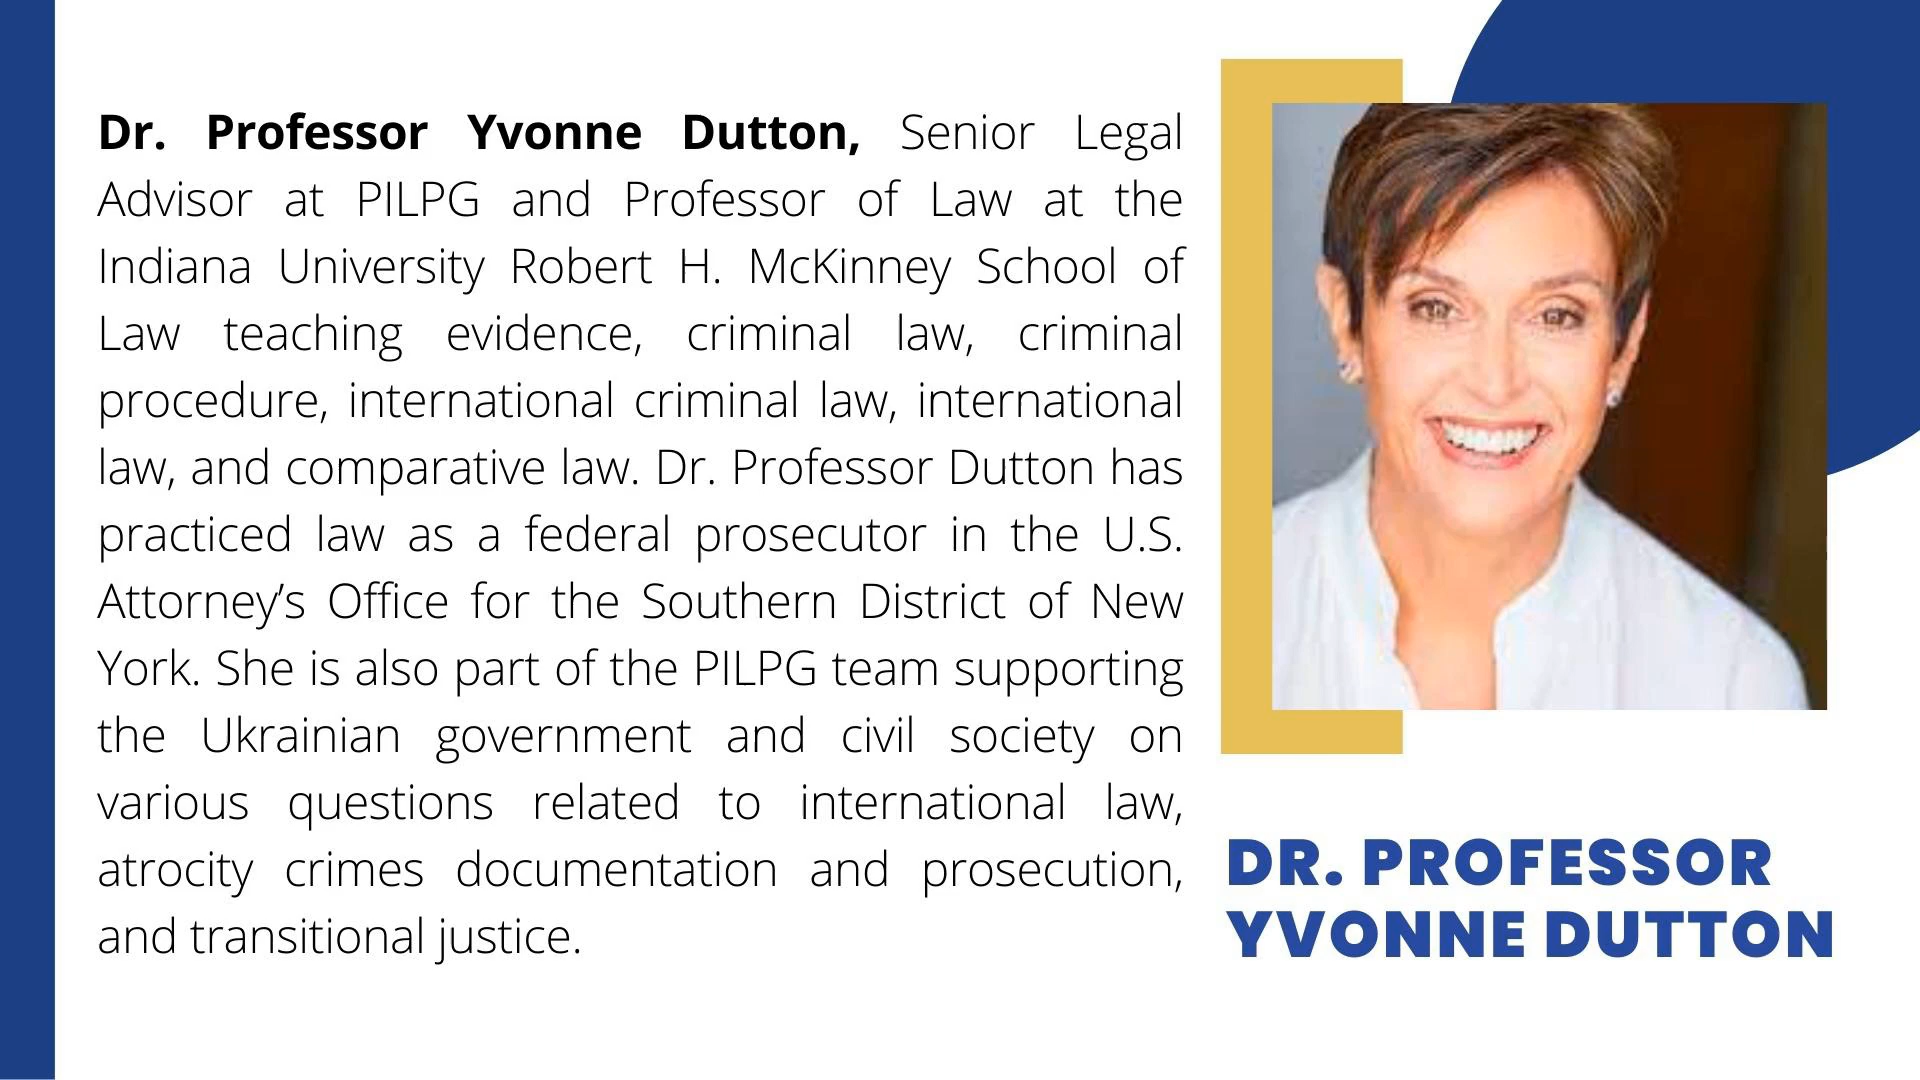 Dr. Professor Yvonne Dutton, Senior Legal
Advisor at PILPG and Professor of Law at the
Indiana University Robert H. McKinney School of
Law teaching evidence, criminal law, criminal
procedure, international criminal law, international
law, and comparative law. Dr. Professor Dutton has
practiced law as a federal prosecutor in the U.S.
Attorney’s Office for the Southern District of New
York. She is also part of the PILPG team supporting
the Ukrainian government and civil society on
various questions related to international law,
atrocity crimes documentation and prosecution,
and transitional justice.
DR. PROFESSOR
YVONNE DUTTON